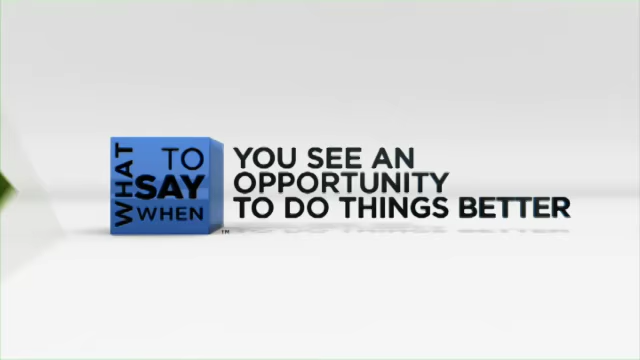 WHAT
TO
SAY
WHEN
™
YOU SEE AN
OPPORTUNITY
TO DO THINGS BETTER